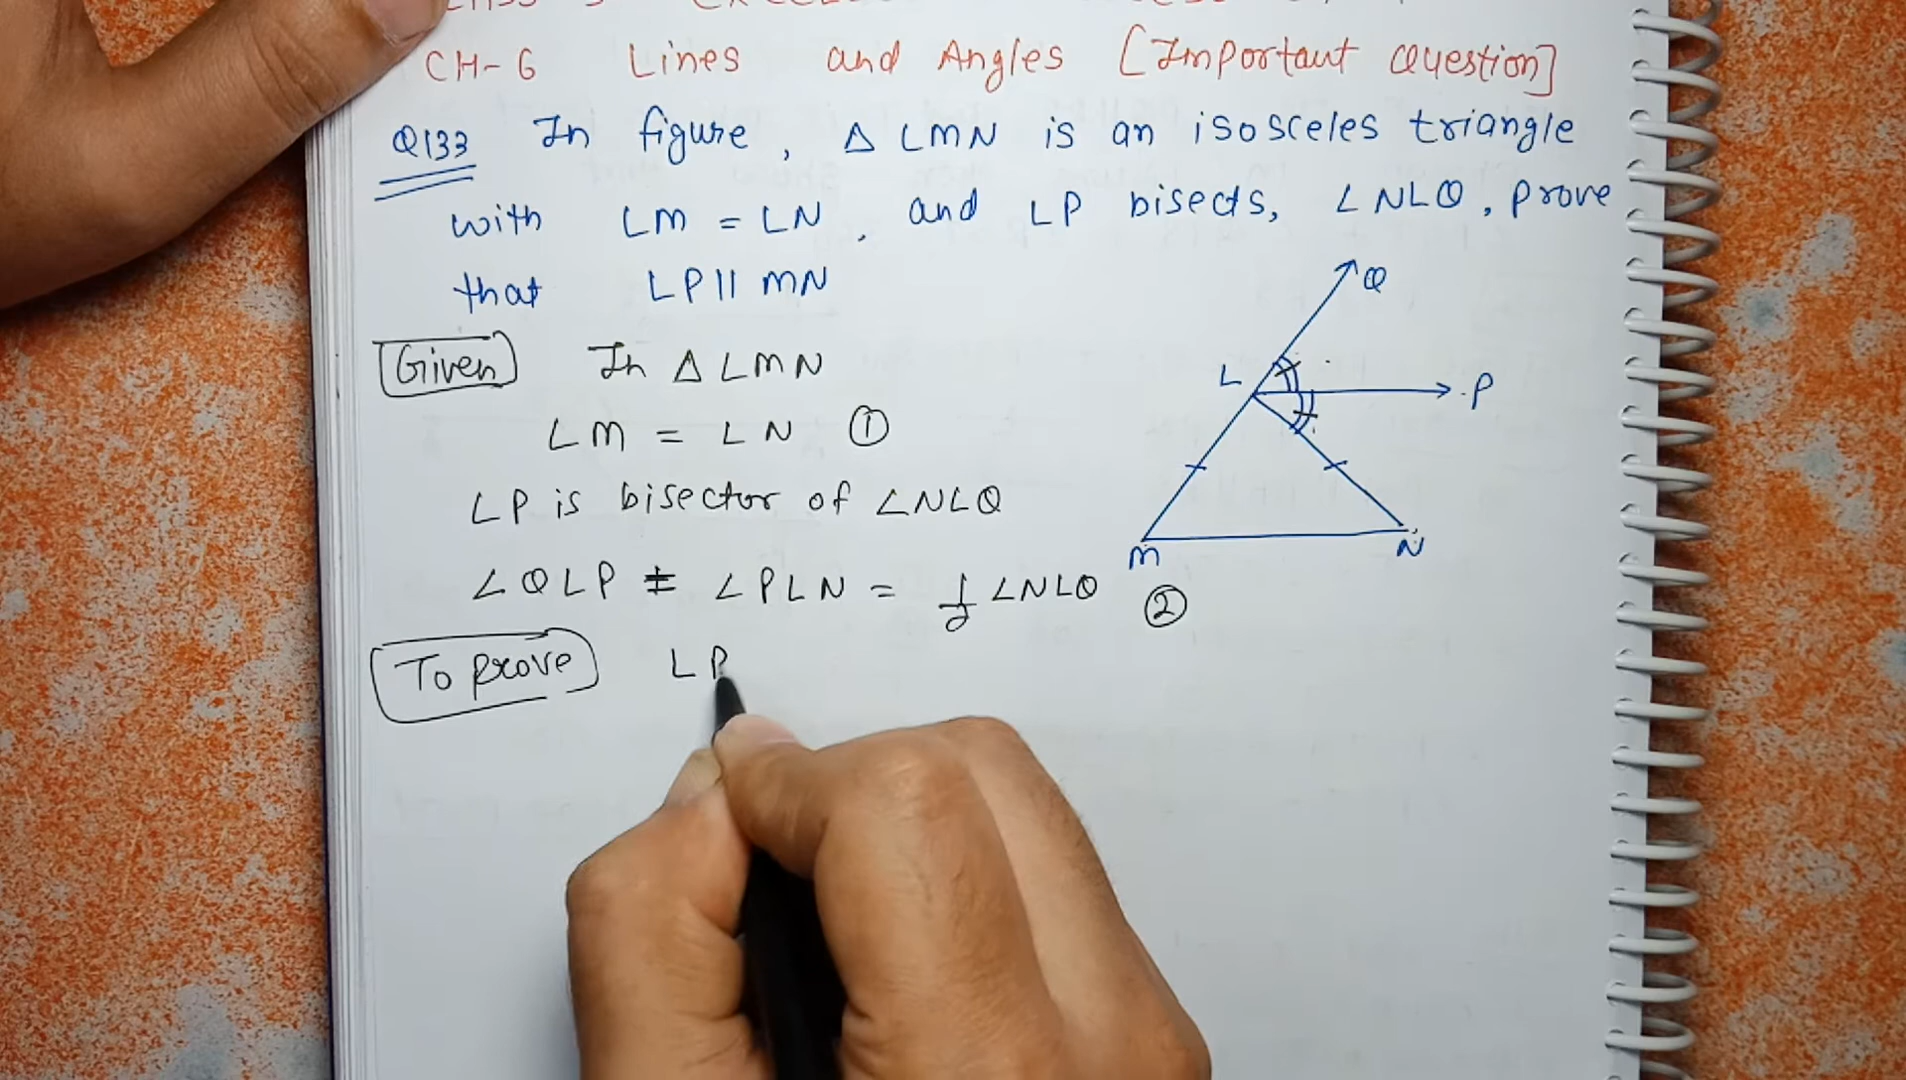 CH-6 Lines and Angles [Important Question]
Q133 In figure, △ LMN is an isosceles triangle
with LM = LN, and LP bisects, ∠NLQ, prove
that LP || MN
Given In △ LMN
LM = LN ①
LP is bisector of ∠NLQ
∠QLP = ∠PLN = 1/2 ∠NLQ ②
To prove LP
Q
L
P
M
N